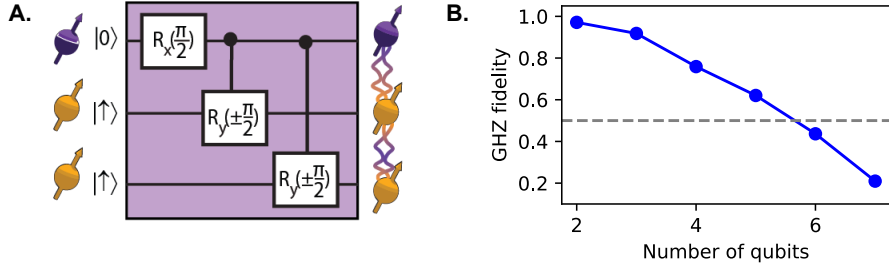 A.
|0⟩
R_x(π/2)
|↑⟩
R_y(±π/2)
|↑⟩
R_y(±π/2)
B.
GHZ fidelity
1.0
0.8
0.6
0.4
0.2
2 4 6
Number of qubits